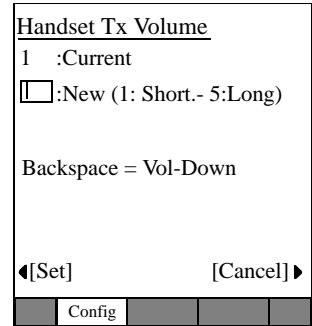 Handset Tx Volume
1 :Current
:New (1: Short.- 5:Long)
Backspace = Vol-Down
[Set] [Cancel]
Config